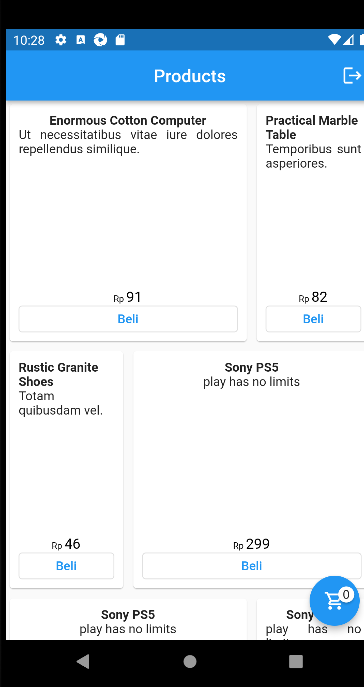 10:28
Products
Enormous Cotton Computer
Ut necessitatibus vitae iure dolores
repellendus similique.
Rp 91
Beli
Practical Marble
Table
Temporibus sunt
asperiores.
Rp 82
Beli
Rustic Granite
Shoes
Totam
quibusdam vel.
Rp 46
Beli
Sony PS5
play has no limits
Rp 299
Beli
0
Sony PS5
play has no limits
Sony
play has no